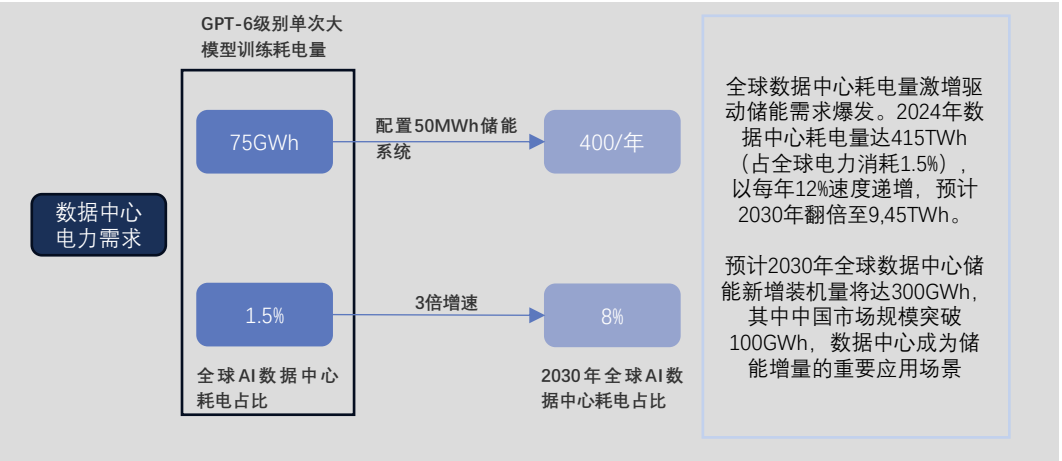 GPT-6级别单次大
模型训练耗电量
75GWh
配置50MWh储能
系统
400/年
数据中心
电力需求
1.5%
3倍增速
8%
全球AI数据中心
耗电占比
2030年全球AI数
据中心耗电占比
全球数据中心耗电量激增驱
动储能需求爆发。2024年数
据中心耗电量达415TWh
（占全球电力消耗1.5%），
以每年12%速度递增，预计
2030年翻倍至9,45TWh。
预计2030年全球数据中心储
能新增装机量将达300GWh，
其中中国市场规模突破
100GWh，数据中心成为储
能增量的重要应用场景